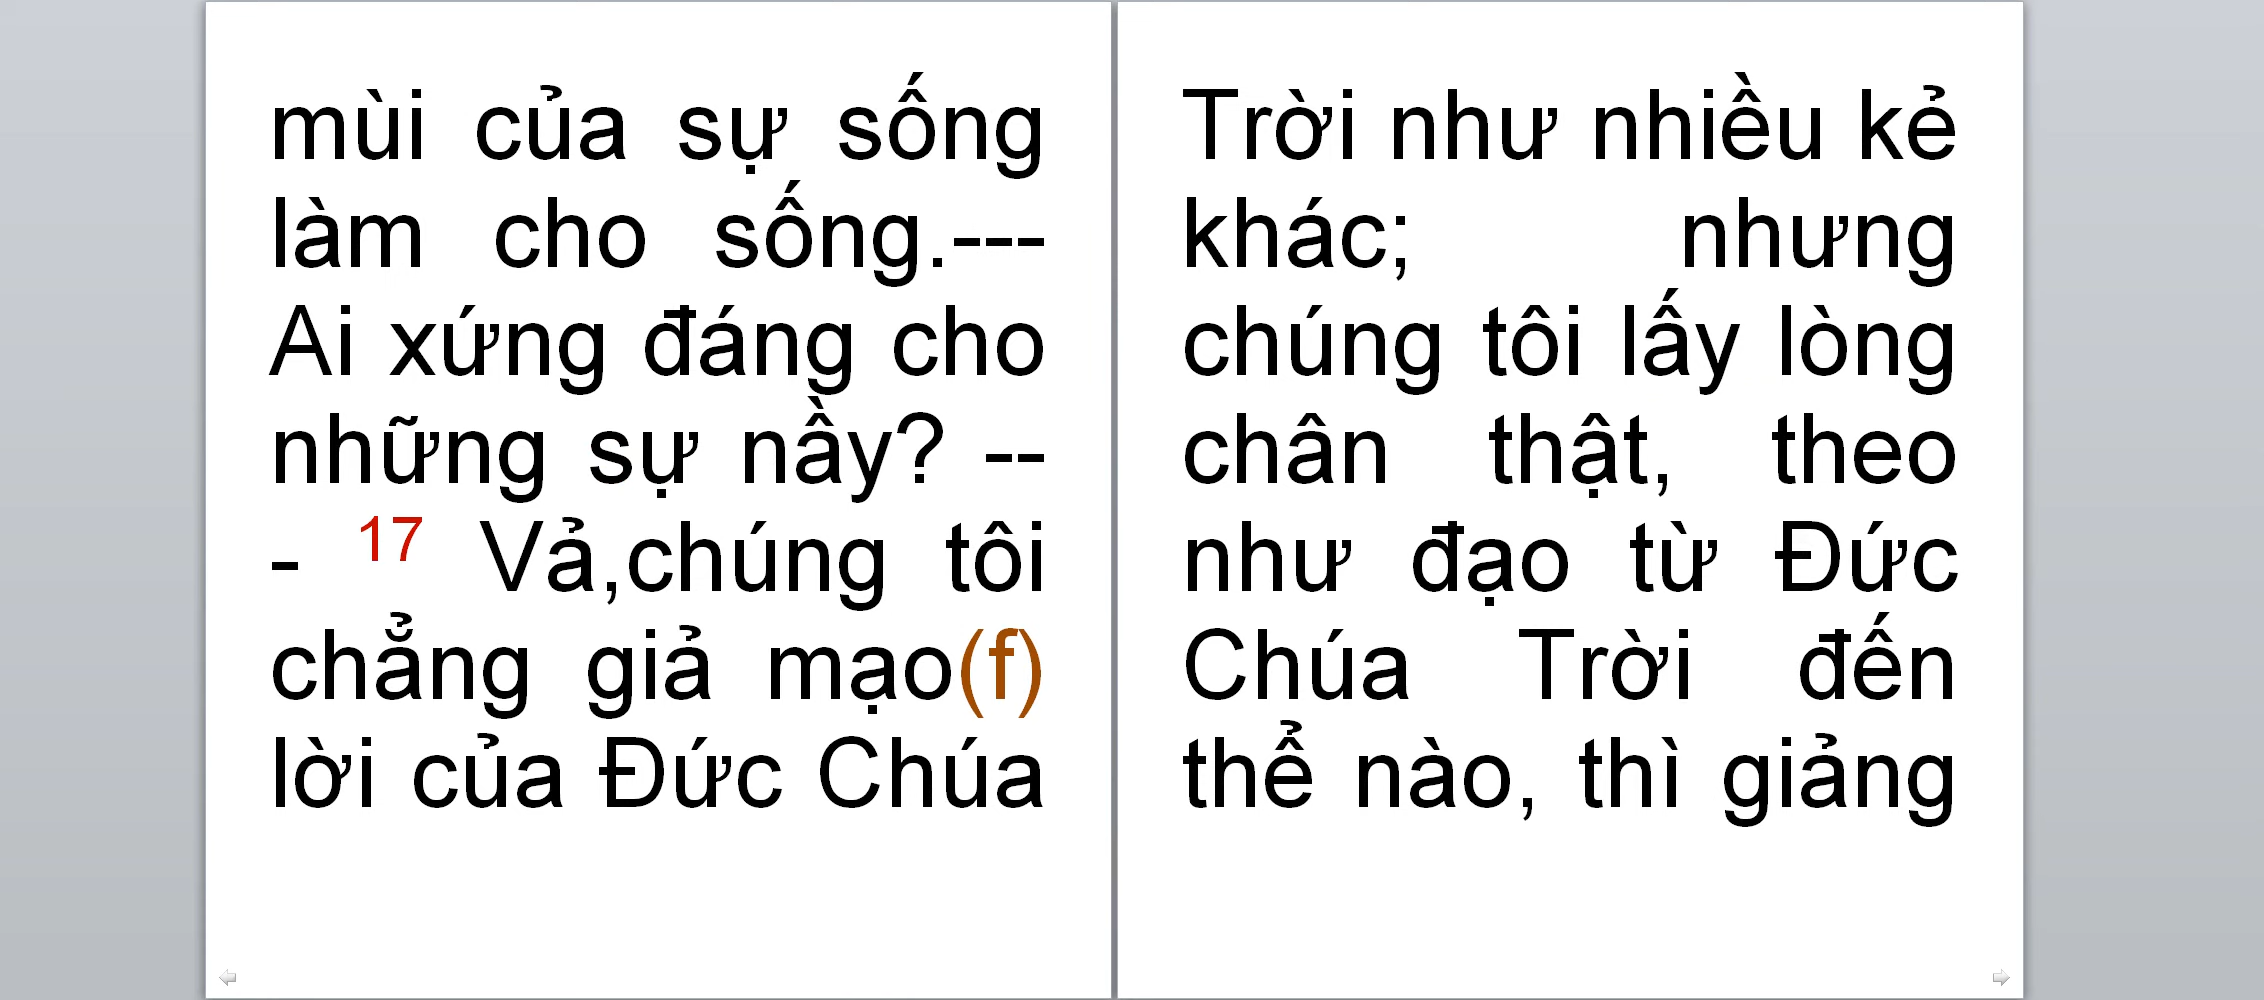 mùi của sự sống
làm cho sống.---
Ai xứng đáng cho
những sự nầy? --
- 17 Vả,chúng tôi
chẳng giả mạo(f)
lời của Đức Chúa
Trời như nhiều kẻ
khác; nhưng
chúng tôi lấy lòng
chân thật, theo
như đạo từ Đức
Chúa Trời đến
thể nào, thì giảng